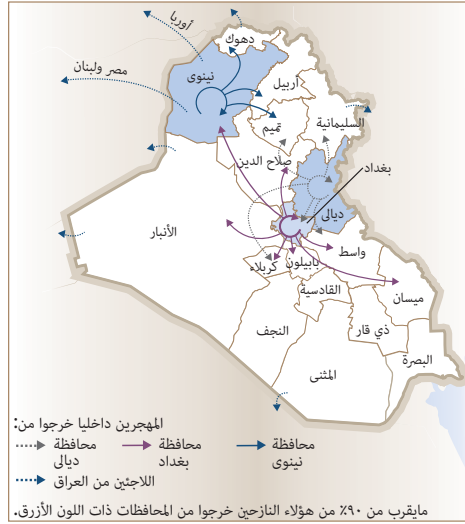 أوربا
دهوك
مصر ولبنان
نينوى
أربيل
تميم
السليمانية
صلاح الدين
بغداد
ديالى
الأنبار
واسط
بابيلون
كربلاء
القادسية
ميسان
النجف
ذي قار
البصرة
المثنى
المهجرين داخليا خرجوا من:
محافظة نينوى
محافظة بغداد
محافظة ديالى
اللاجئين من العراق
مايقرب من ٩٠٪ من هؤلاء النازحين خرجوا من المحافظات ذات اللون الأزرق.